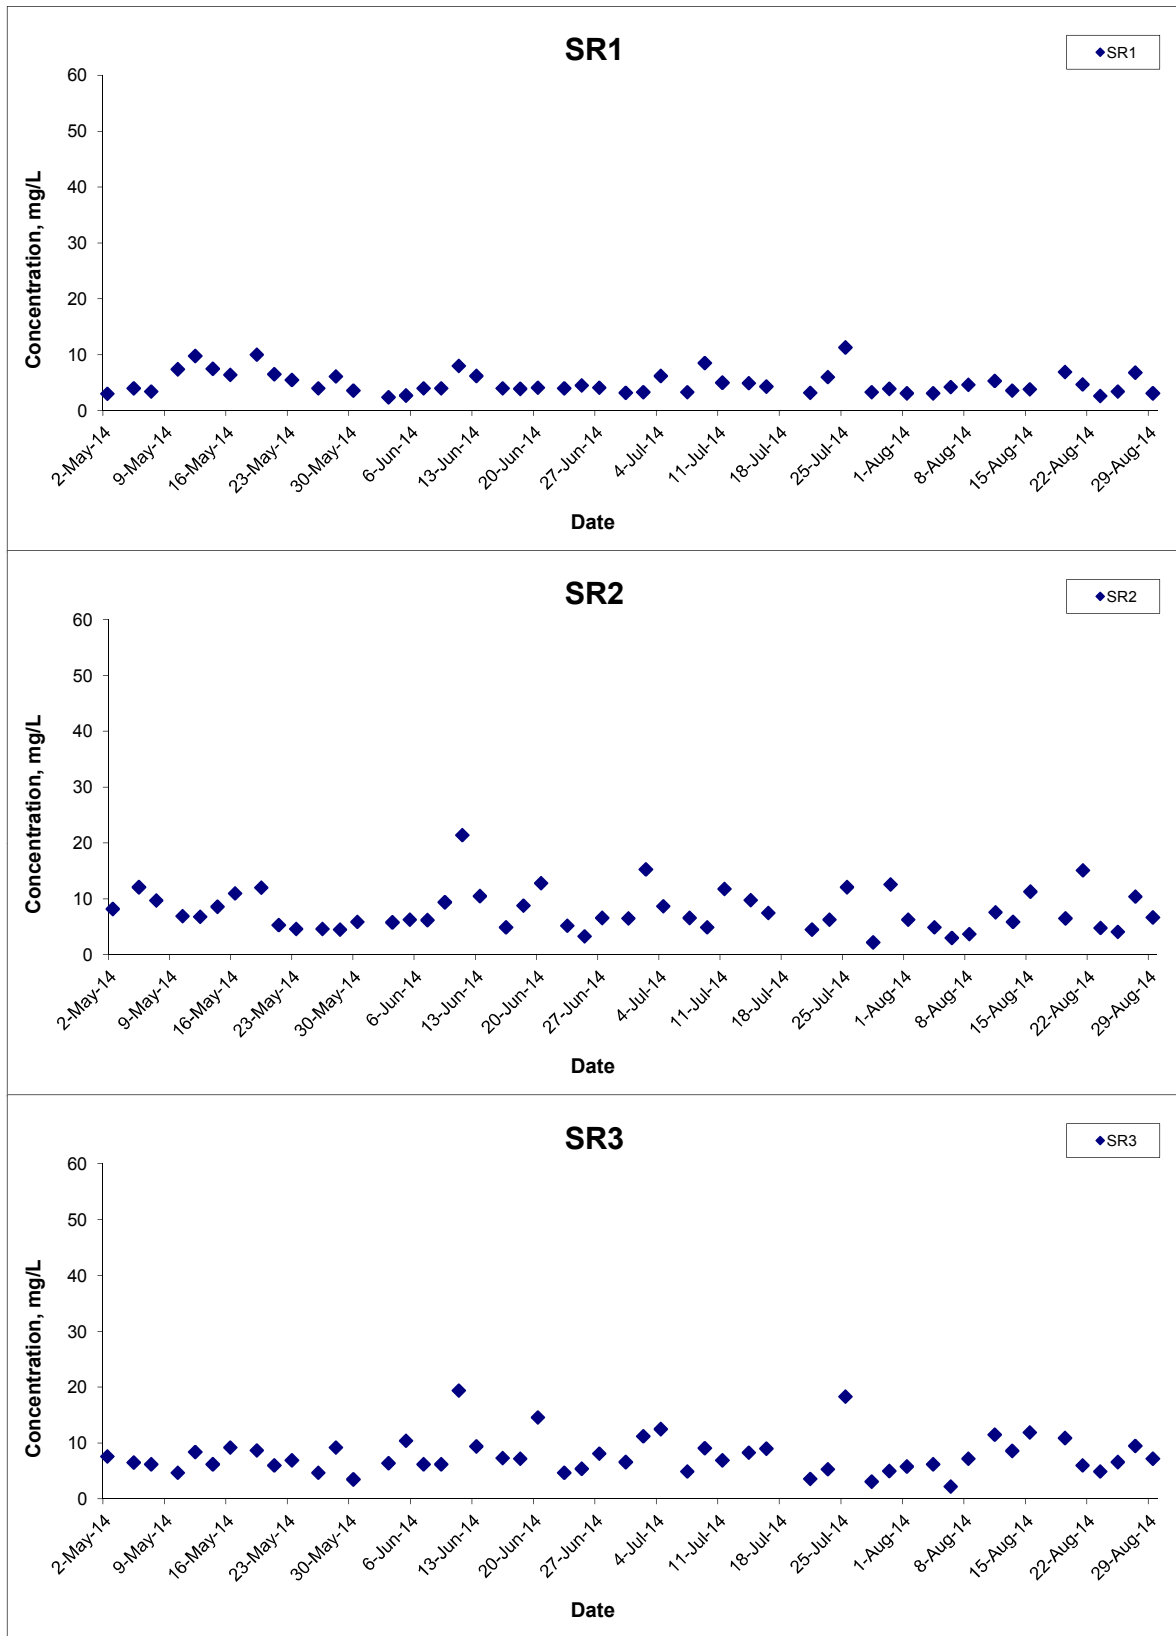 SR1
SR1
60
50
40
30
20
10
0
Concentration, mg/L
2-May-14 9-May-14 16-May-14 23-May-14 30-May-14 6-Jun-14 13-Jun-14 20-Jun-14 27-Jun-14 4-Jul-14 11-Jul-14 18-Jul-14 25-Jul-14 1-Aug-14 8-Aug-14 15-Aug-14 22-Aug-14 29-Aug-14
Date
SR2
SR2
60
50
40
30
20
10
0
Concentration, mg/L
2-May-14 9-May-14 16-May-14 23-May-14 30-May-14 6-Jun-14 13-Jun-14 20-Jun-14 27-Jun-14 4-Jul-14 11-Jul-14 18-Jul-14 25-Jul-14 1-Aug-14 8-Aug-14 15-Aug-14 22-Aug-14 29-Aug-14
Date
SR3
SR3
60
50
40
30
20
10
0
Concentration, mg/L
2-May-14 9-May-14 16-May-14 23-May-14 30-May-14 6-Jun-14 13-Jun-14 20-Jun-14 27-Jun-14 4-Jul-14 11-Jul-14 18-Jul-14 25-Jul-14 1-Aug-14 8-Aug-14 15-Aug-14 22-Aug-14 29-Aug-14
Date